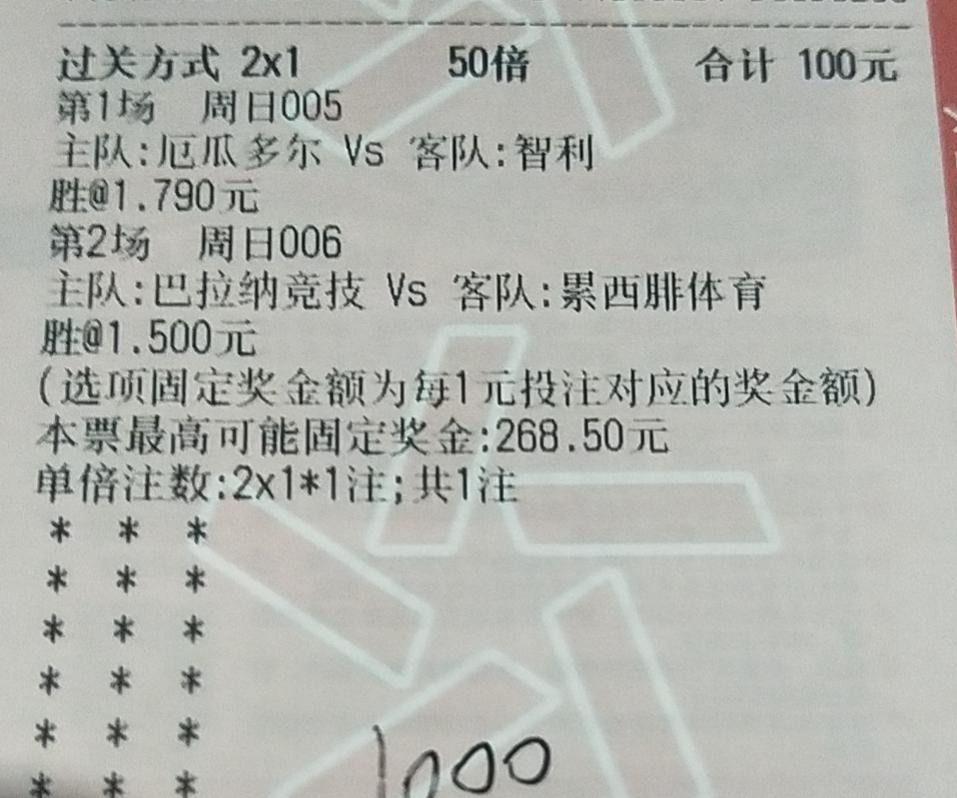 过关方式 2x1 50倍 合计 100元
第1场 周日005
主队:厄瓜多尔 Vs 客队:智利
胜@1.790元
第2场 周日006
主队:巴拉纳竞技 Vs 客队:累西腓体育
胜@1.500元
(选项固定奖金额为每1元投注对应的奖金额)
本票最高可能固定奖金:268.50元
单倍注数:2x1*1注;共1注
* * *
* * *
* * *
* * *
* * *
* * *
1000